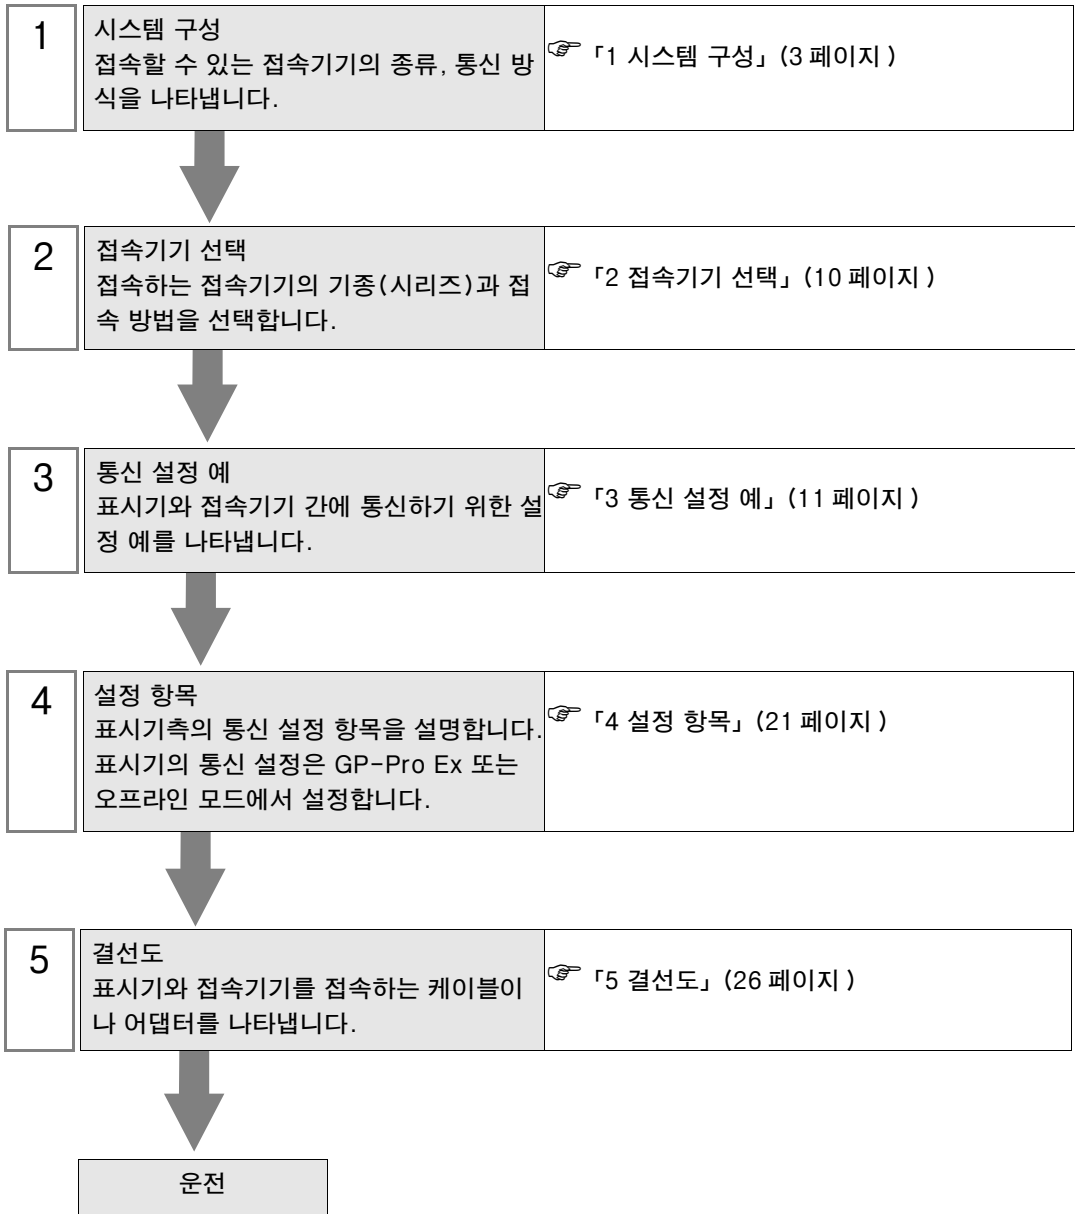 1
시스템 구성
접속할 수 있는 접속기기의 종류, 통신 방
식을 나타냅니다.
☞ 「1 시스템 구성」 (3 페이지 )
2
접속기기 선택
접속하는 접속기기의 기종(시리즈)과 접
속 방법을 선택합니다.
☞ 「2 접속기기 선택」 (10 페이지 )
3
통신 설정 예
표시기와 접속기기 간에 통신하기 위한 설
정 예를 나타냅니다.
☞ 「3 통신 설정 예」 (11 페이지 )
4
설정 항목
표시기측의 통신 설정 항목을 설명합니다.
표시기의 통신 설정은 GP-Pro Ex 또는
오프라인 모드에서 설정합니다.
☞ 「4 설정 항목」 (21 페이지 )
5
결선도
표시기와 접속기기를 접속하는 케이블이
나 어댑터를 나타냅니다.
☞ 「5 결선도」 (26 페이지 )
운전